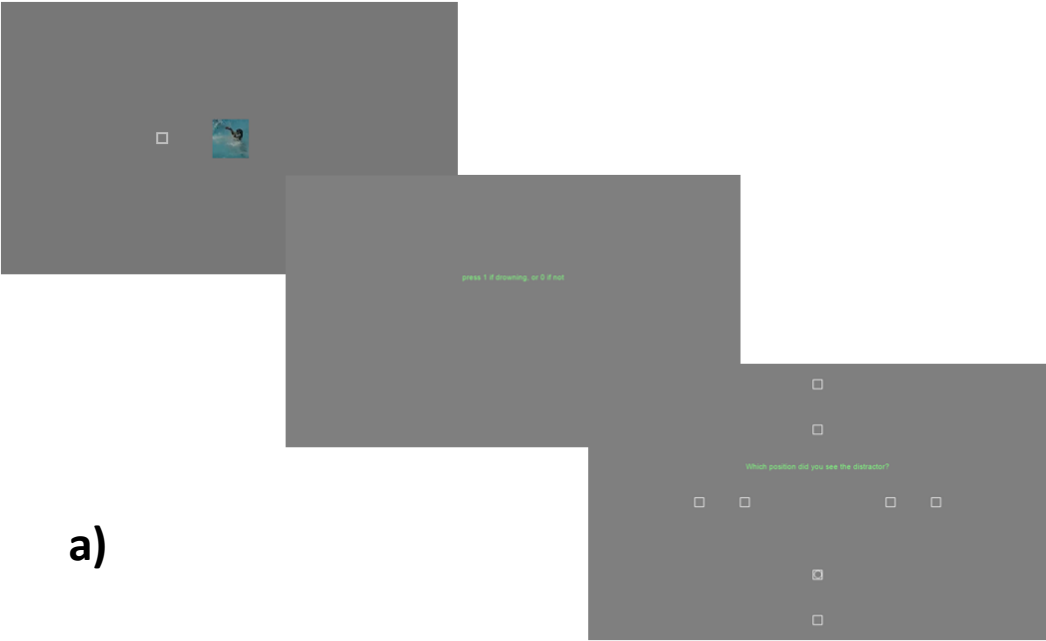 press 1 if drowning, or 0 if not
Which position did you see the distractor?
a)